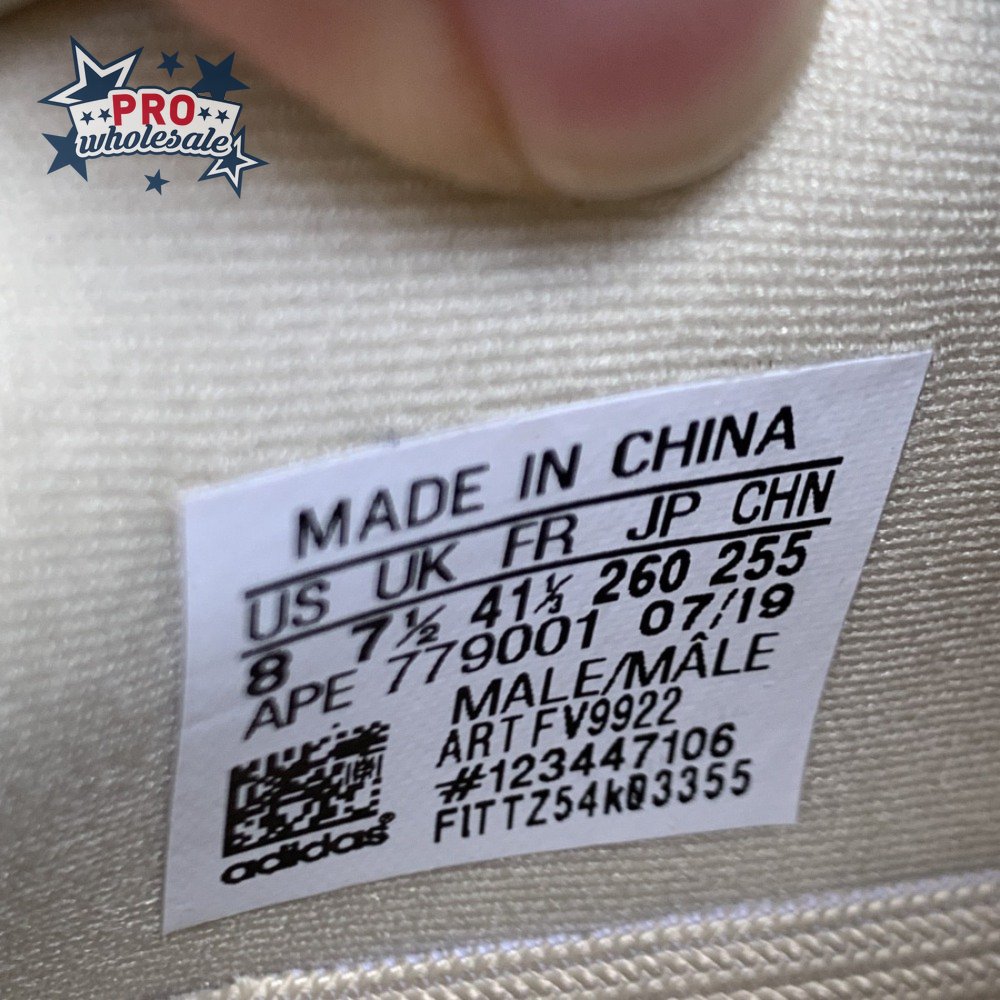 PRO
wholesale
MADE IN CHINA
US UK FR JP CHN
8 7½ 41⅓ 260 255
APE 779001 07/19
MALE/MÂLE
ART FV9922
#123447106
F1TTZ54k03355
adidas®